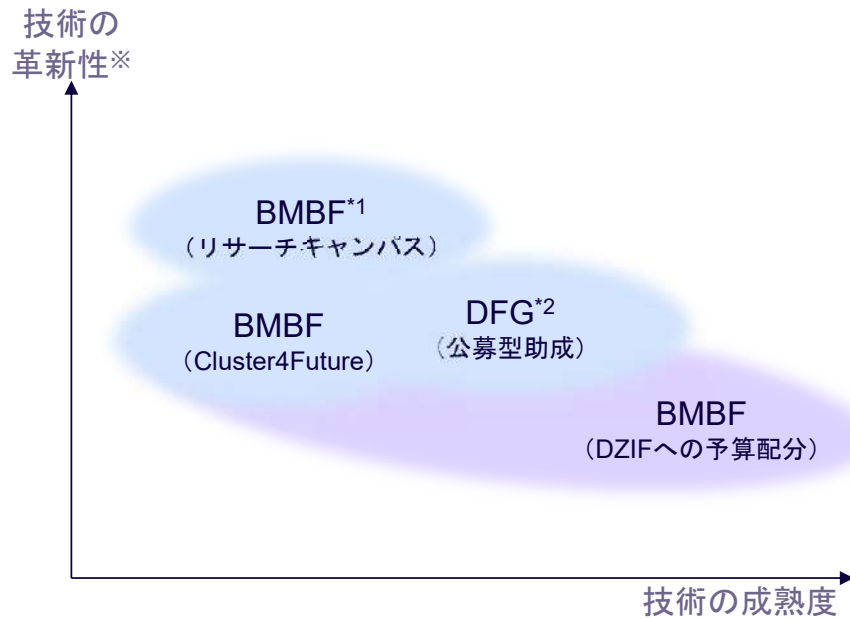 技術の
革新性※
BMBF*1
（リサーチキャンパス）
BMBF
（Cluster4Future）
DFG*2
（公募型助成）
BMBF
（DZIFへの予算配分）
技術の成熟度